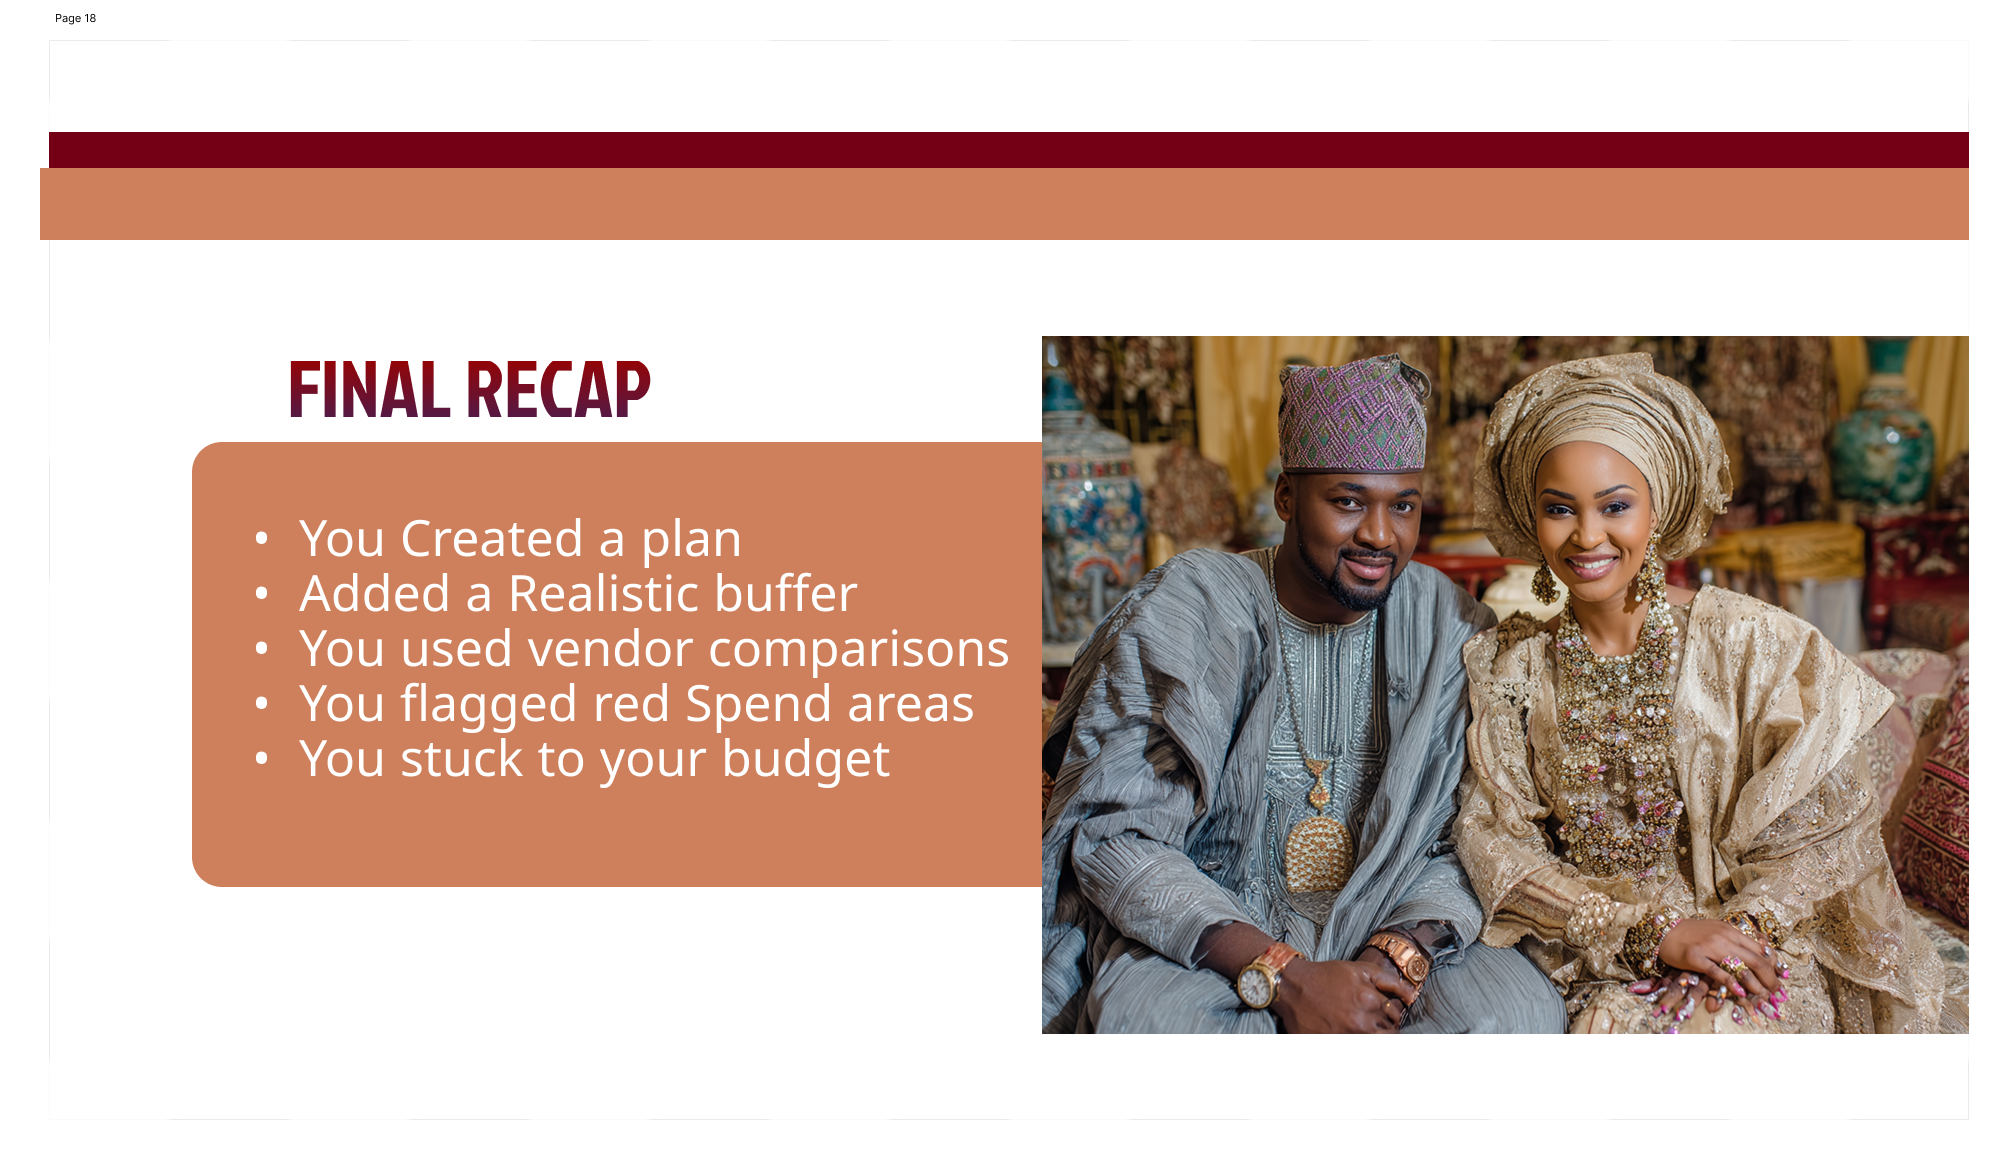 Page 18
FINAL RECAP
• You Created a plan
• Added a Realistic buffer
• You used vendor comparisons
• You flagged red Spend areas
• You stuck to your budget